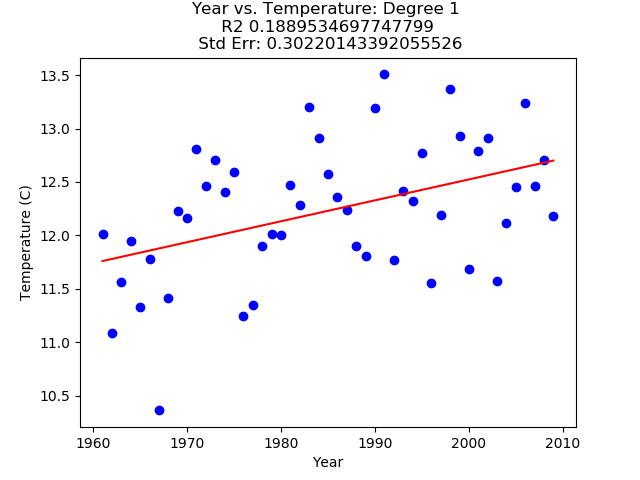 Year vs. Temperature: Degree 1
R2 0.1889534697747799
Std Err: 0.30220143392055526
13.5
13.0
12.5
12.0
11.5
11.0
10.5
Temperature (C)
1960 1970 1980 1990 2000 2010
Year